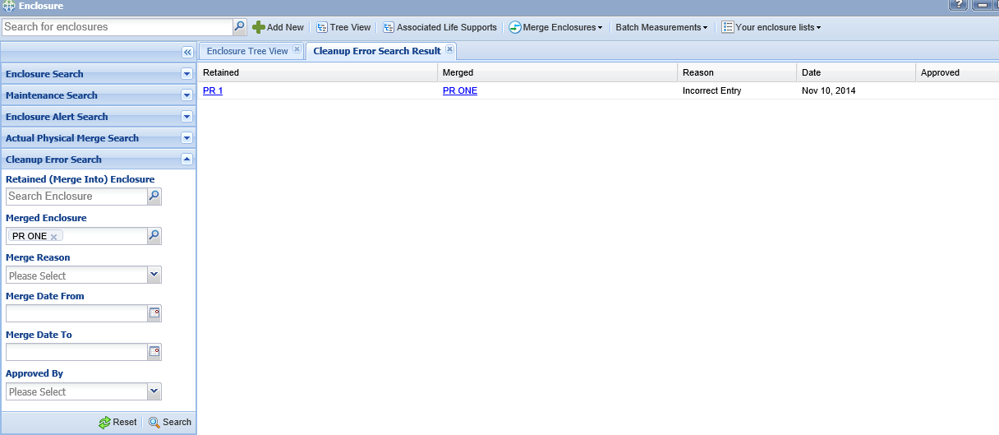 Enclosure
?
Search for enclosures
Add New
Tree View
Associated Life Supports
Merge Enclosures
Batch Measurements
Your enclosure lists
Enclosure Tree View
Cleanup Error Search Result
Enclosure Search
Maintenance Search
Enclosure Alert Search
Actual Physical Merge Search
Cleanup Error Search
Retained (Merge Into) Enclosure
Search Enclosure
Merged Enclosure
PR ONE
Merge Reason
Please Select
Merge Date From
Merge Date To
Approved By
Please Select
Reset
Search
Retained Merged Reason Date Approved
PR 1 PR ONE Incorrect Entry Nov 10, 2014